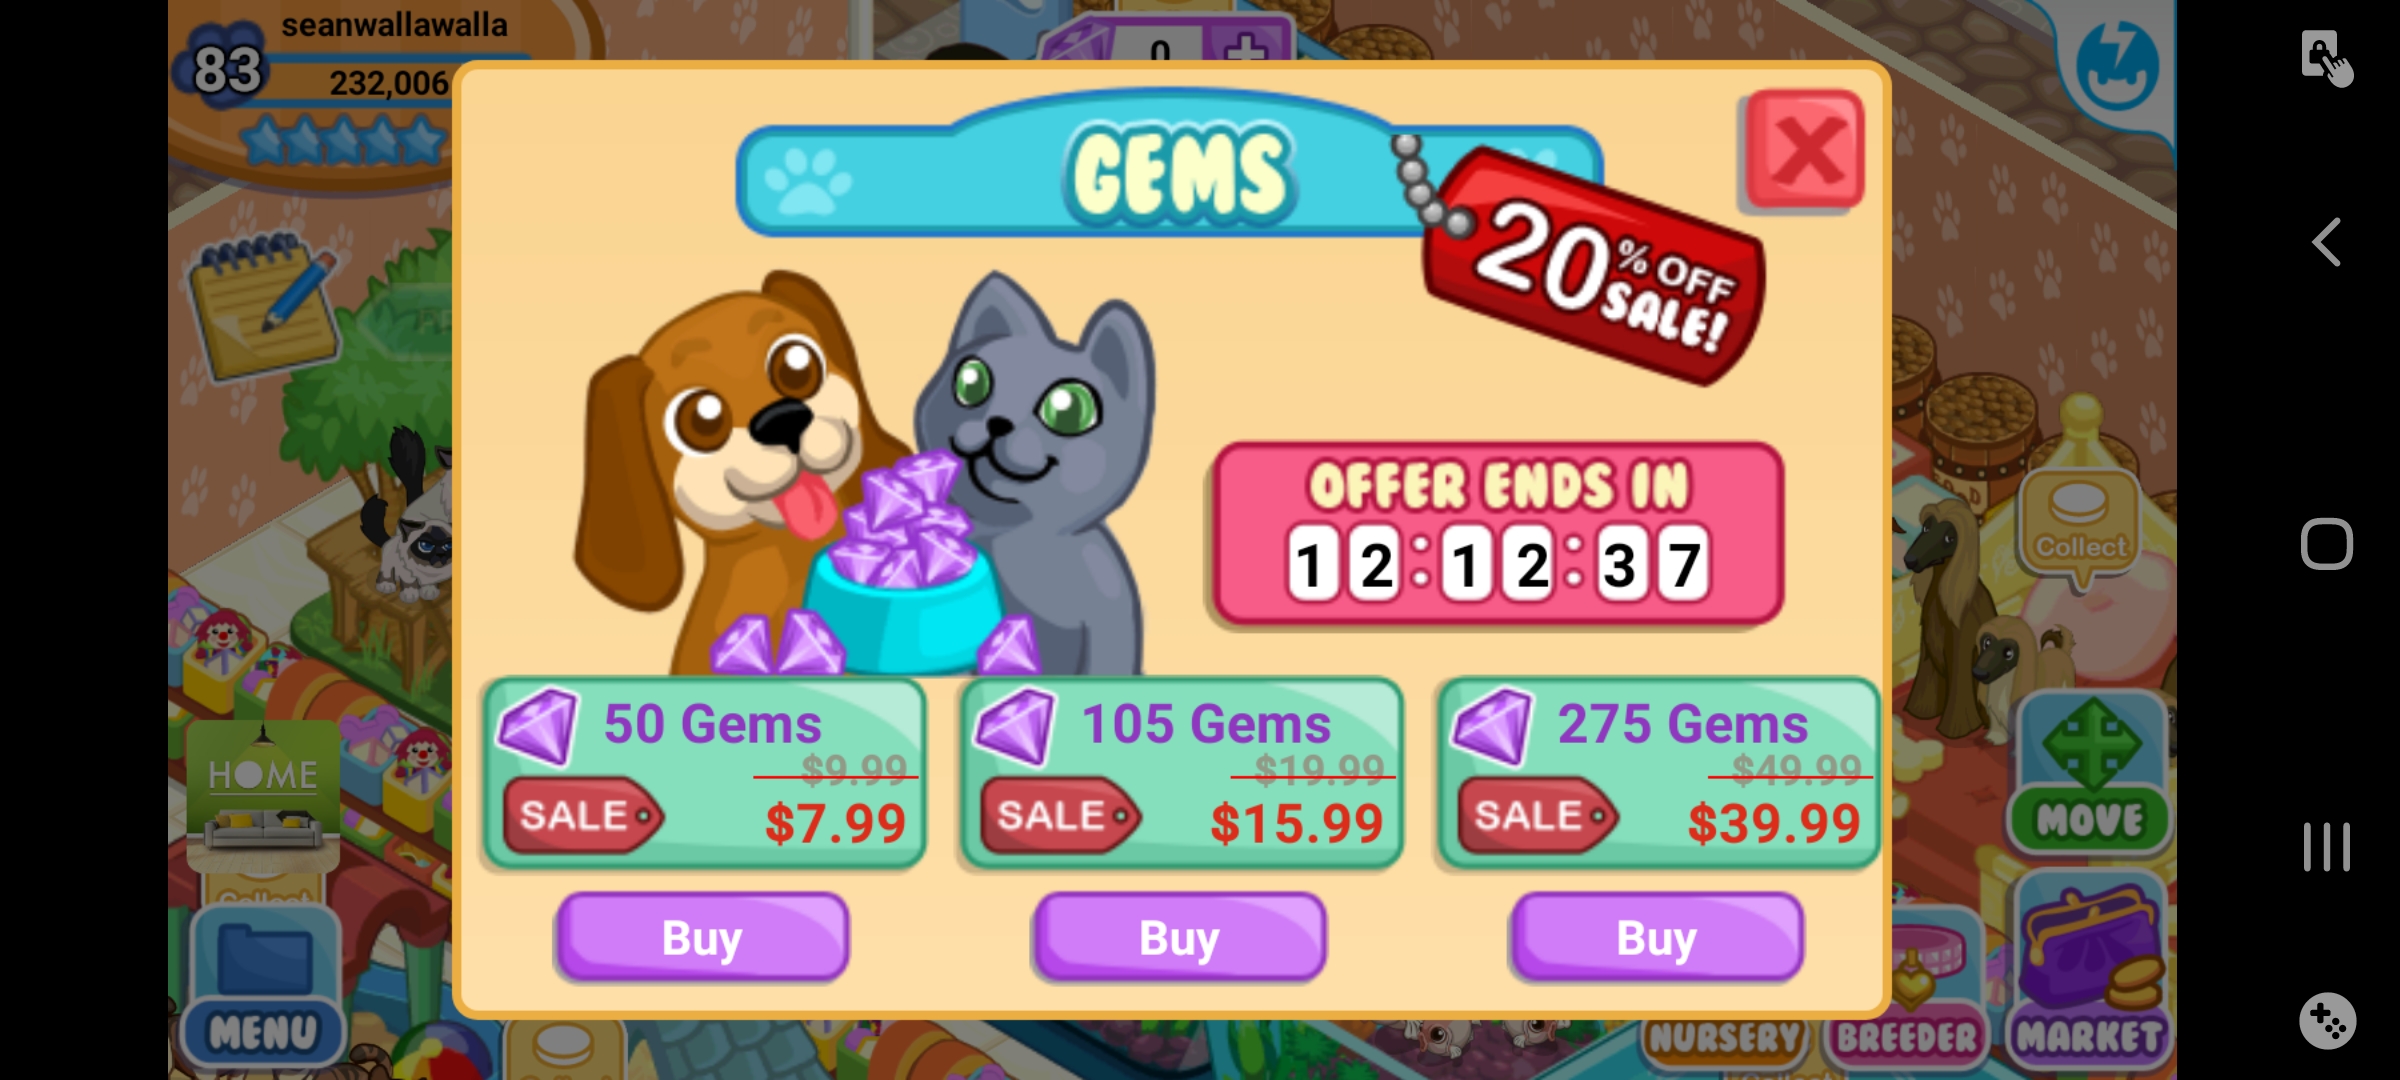 seanwallawalla
83
232,006
0
GEMS
20% OFF
SALE!
OFFER ENDS IN
12:12:37
50 Gems
$9.99
SALE
$7.99
Buy
105 Gems
$19.99
SALE
$15.99
Buy
275 Gems
$49.99
SALE
$39.99
Buy
HOME
Collect
MENU
Collect
MOVE
NURSERY
BREEDER
MARKET
Collect